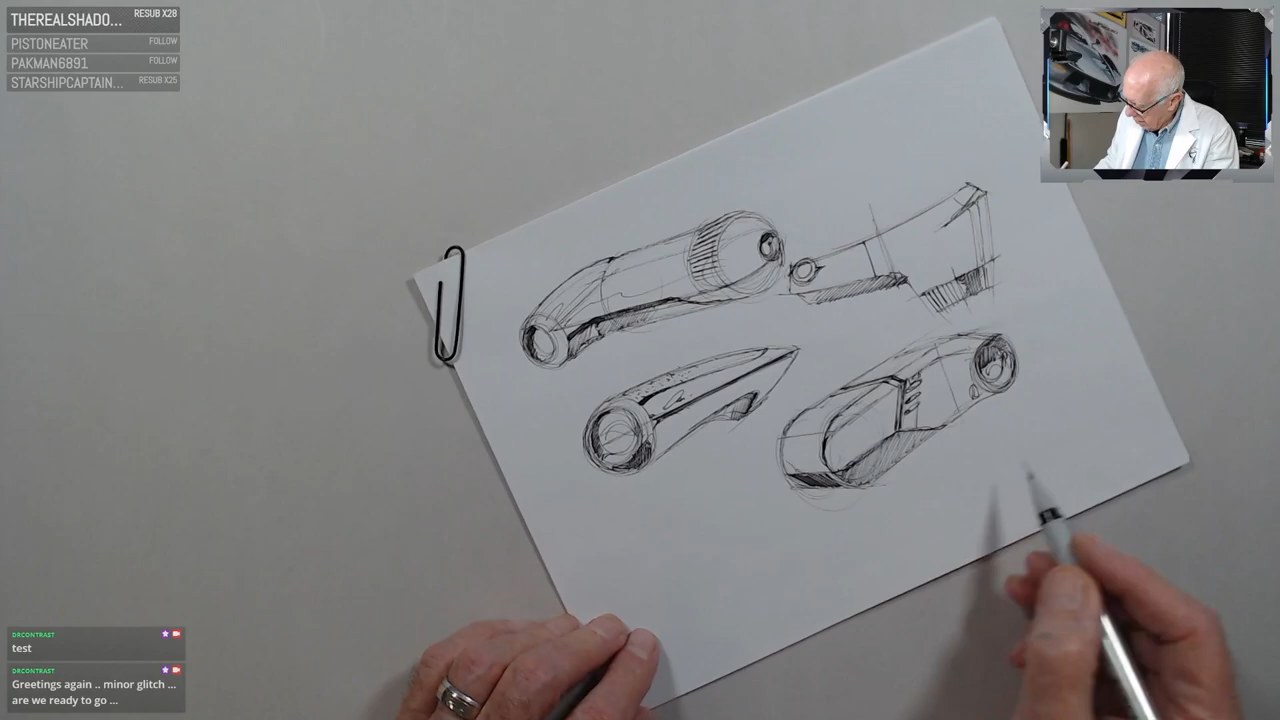 THEREALSHADO... RESUB X28
PISTONEATER FOLLOW
PAKMAN6891 FOLLOW
STARSHIPCAPTAIN... RESUB X25
DRCONTRAST
test
DRCONTRAST
Greetings again .. minor glitch ...
are we ready to go ...